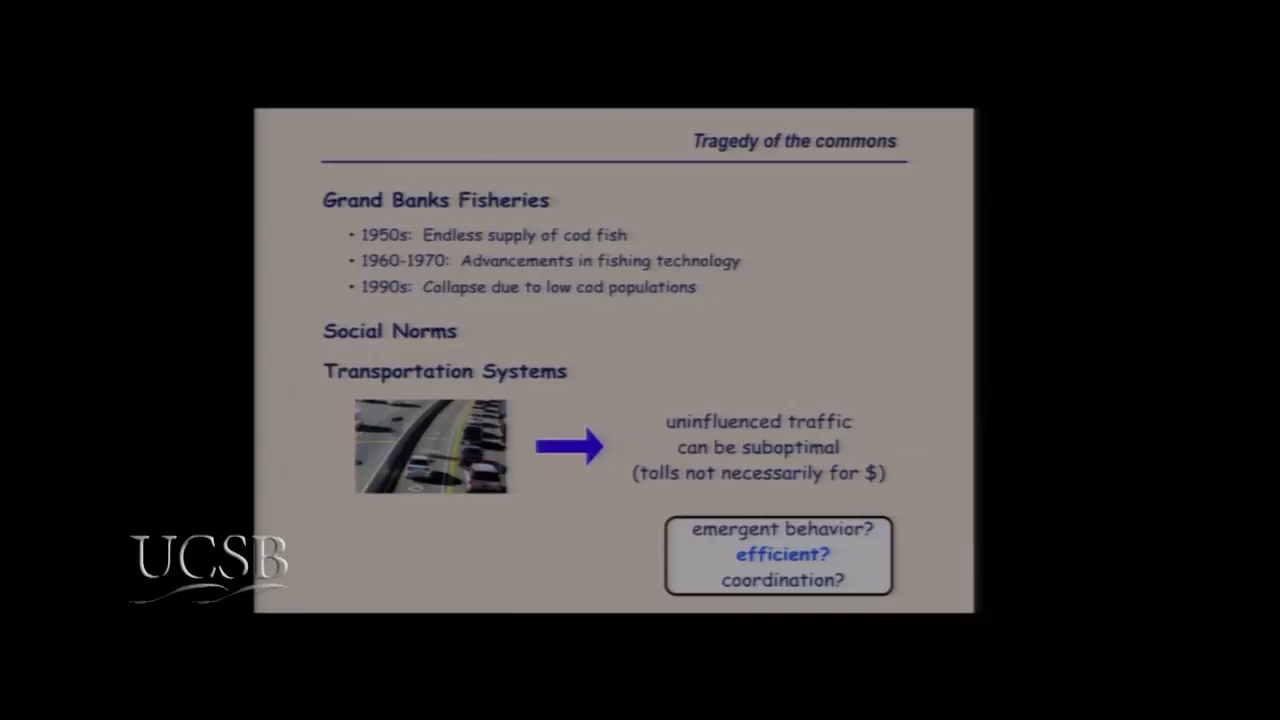 Tragedy of the commons
Grand Banks Fisheries
• 1950s: Endless supply of cod fish
• 1960-1970: Advancements in fishing technology
• 1990s: Collapse due to low cod populations
Social Norms
Transportation Systems
uninfluenced traffic
can be suboptimal
(tolls not necessarily for $)
emergent behavior?
efficient?
coordination?
UCSB